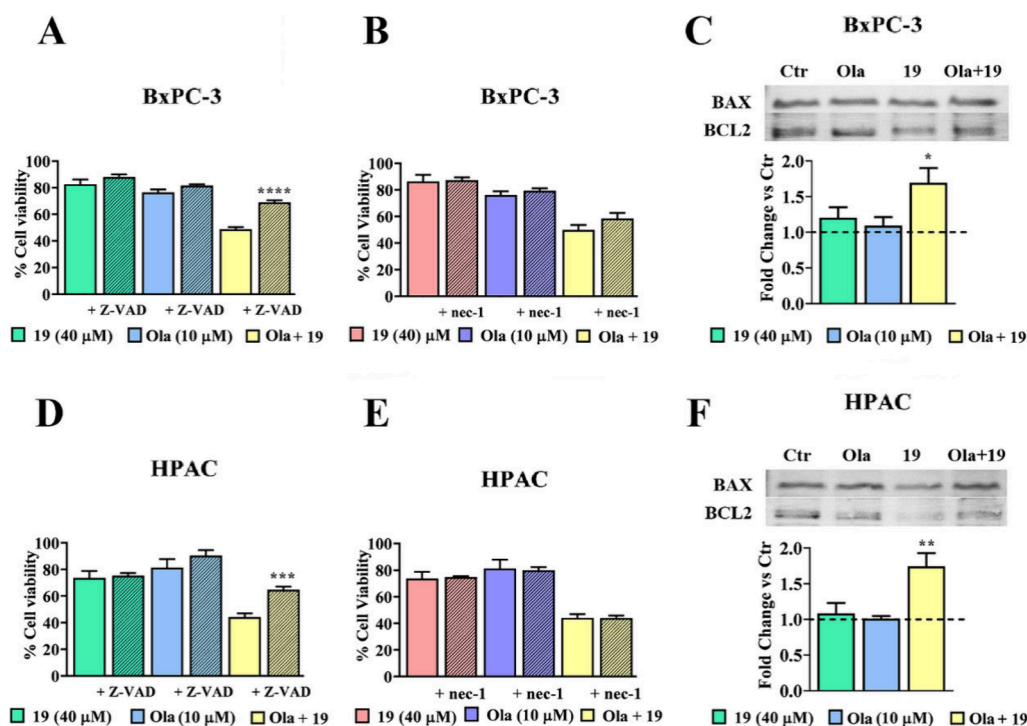 A
BxPC-3
% Cell viability
100
80
60
40
20
0
****
+ Z-VAD + Z-VAD + Z-VAD
19 (40 μM) Ola (10 μM) Ola + 19
B
BxPC-3
% Cell Viability
100
80
60
40
20
0
+ nec-1 + nec-1 + nec-1
19 (40) μM Ola (10 μM) Ola + 19
C
BxPC-3
Ctr Ola 19 Ola+19
BAX
BCL2
Fold Change vs Ctr
2.0
1.5
1.0
0.5
0.0
*
19 (40 μM) Ola (10 μM) Ola + 19
D
HPAC
% Cell viability
100
80
60
40
20
0
***
+ Z-VAD + Z-VAD + Z-VAD
19 (40 μM) Ola (10 μM) Ola + 19
E
HPAC
% Cell Viability
100
80
60
40
20
0
+ nec-1 + nec-1 + nec-1
19 (40 μM) Ola (10 μM) Ola + 19
F
HPAC
Ctr Ola 19 Ola+19
BAX
BCL2
Fold Change vs Ctr
2.0
1.5
1.0
0.5
0.0
**
19 (40 μM) Ola (10 μM) Ola + 19